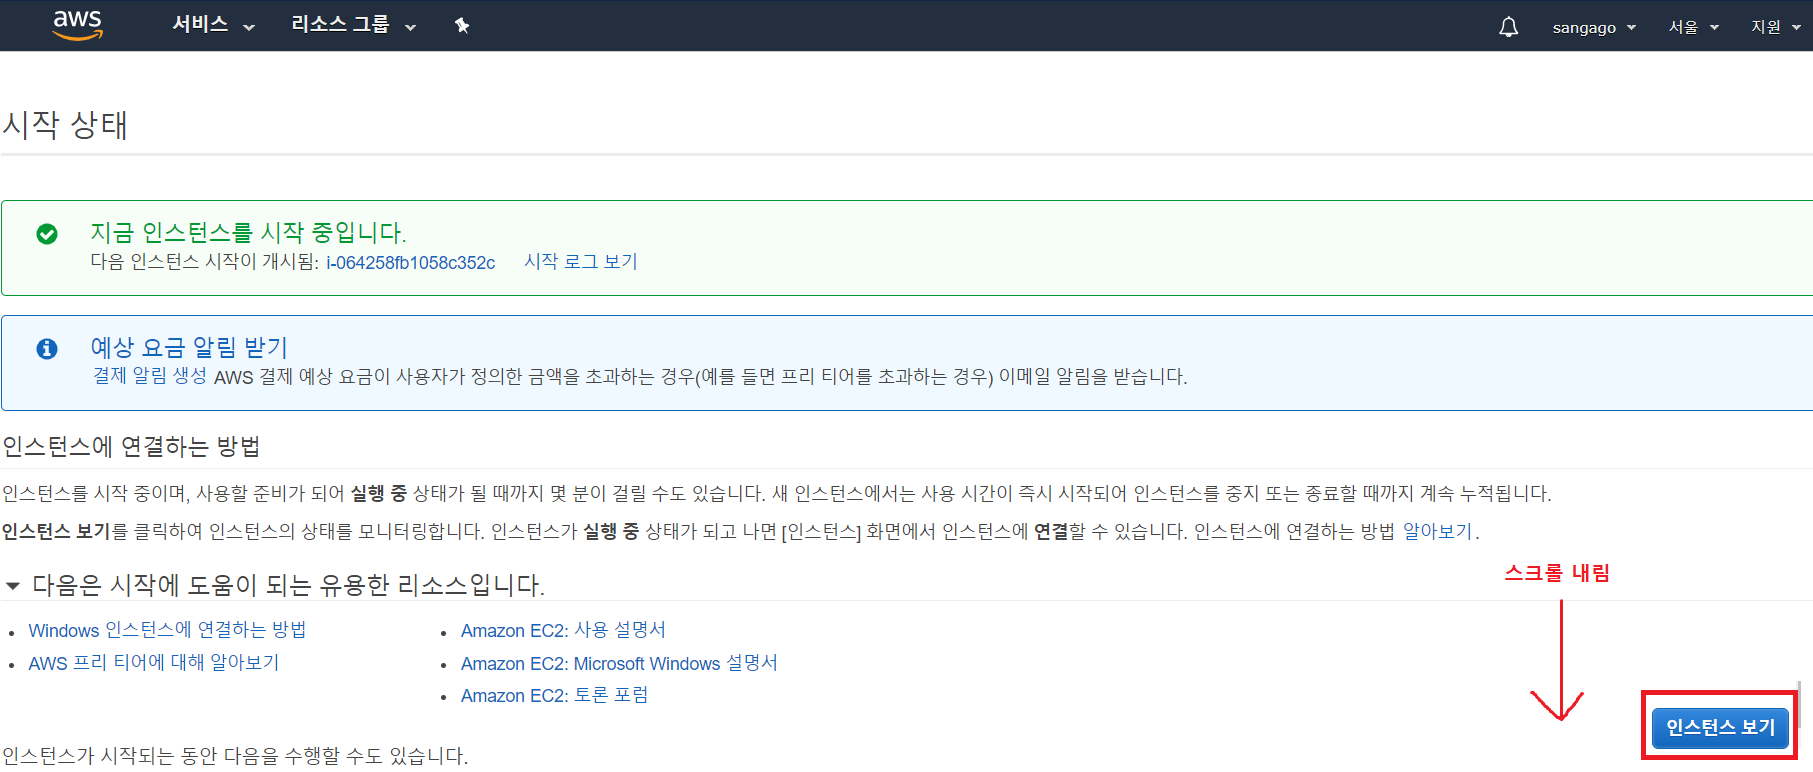 aws 서비스 리소스 그룹 sangago 서울 지원
시작 상태
지금 인스턴스를 시작 중입니다.
다음 인스턴스 시작이 개시됨: i-064258fb1058c352c 시작 로그 보기
예상 요금 알림 받기
결제 알림 생성 AWS 결제 예상 요금이 사용자가 정의한 금액을 초과하는 경우(예를 들면 프리 티어를 초과하는 경우) 이메일 알림을 받습니다.
인스턴스에 연결하는 방법
인스턴스를 시작 중이며, 사용할 준비가 되어 실행 중 상태가 될 때까지 몇 분이 걸릴 수도 있습니다. 새 인스턴스에서는 사용 시간이 즉시 시작되어 인스턴스를 중지 또는 종료할 때까지 계속 누적됩니다.
인스턴스 보기를 클릭하여 인스턴스의 상태를 모니터링합니다. 인스턴스가 실행 중 상태가 되고 나면 [인스턴스] 화면에서 인스턴스에 연결할 수 있습니다. 인스턴스에 연결하는 방법 알아보기.
스크롤 내림
다음은 시작에 도움이 되는 유용한 리소스입니다.
• Windows 인스턴스에 연결하는 방법
• AWS 프리 티어에 대해 알아보기
• Amazon EC2: 사용 설명서
• Amazon EC2: Microsoft Windows 설명서
• Amazon EC2: 토론 포럼
인스턴스 보기
인스턴스가 시작되는 동안 다음을 수행할 수도 있습니다.